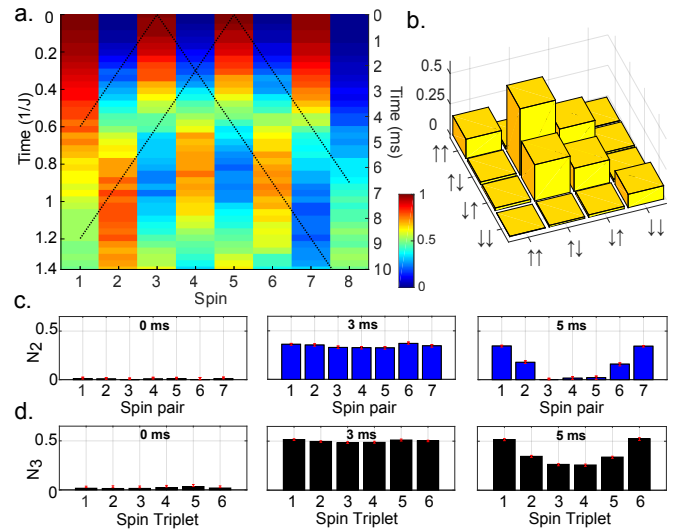 a.
Time (1/J)
0
0.2
0.4
0.6
0.8
1
1.2
1.4
1 2 3 4 5 6 7 8
Spin
0
1
2
3
4
5
6
7
8
9
10
Time (ms)
1
0.5
0
b.
0.5
0.25
0
↑↑
↑↓
↓↑
↓↓
↑↑
↑↓
↓↑
↓↓
c.
N2
0.5
0
0 ms
1 2 3 4 5 6 7
Spin pair
3 ms
1 2 3 4 5 6 7
Spin pair
5 ms
1 2 3 4 5 6 7
Spin pair
d.
N3
0.5
0
0 ms
1 2 3 4 5 6
Spin Triplet
3 ms
1 2 3 4 5 6
Spin Triplet
5 ms
1 2 3 4 5 6
Spin Triplet